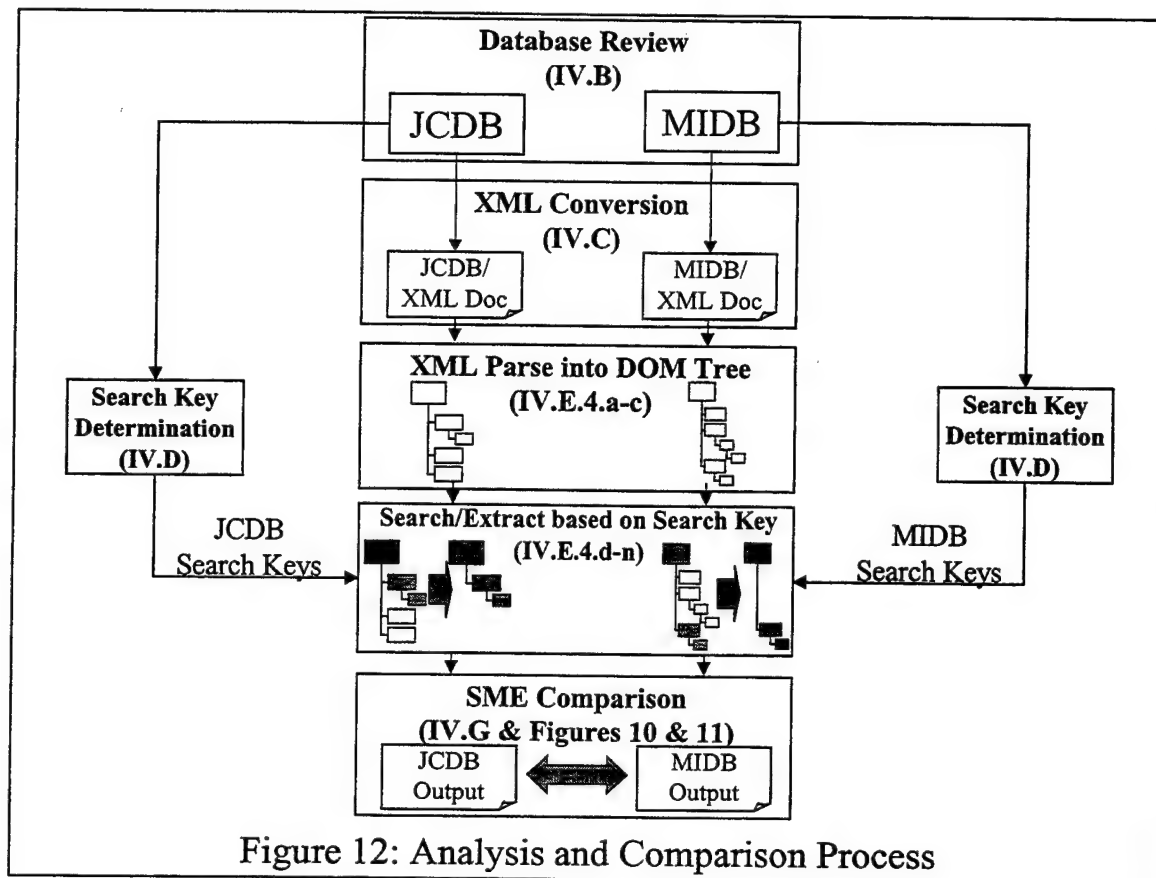 Database Review
(IV.B)
JCDB
MIDB
XML Conversion
(IV.C)
JCDB/
XML Doc
MIDB/
XML Doc
XML Parse into DOM Tree
(IV.E.4.a-c)
Search Key
Determination
(IV.D)
Search Key
Determination
(IV.D)
Search/Extract based on Search Key
(IV.E.4.d-n)
JCDB
Search Keys
MIDB
Search Keys
SME Comparison
(IV.G & Figures 10 & 11)
JCDB
Output
MIDB
Output
Figure 12: Analysis and Comparison Process